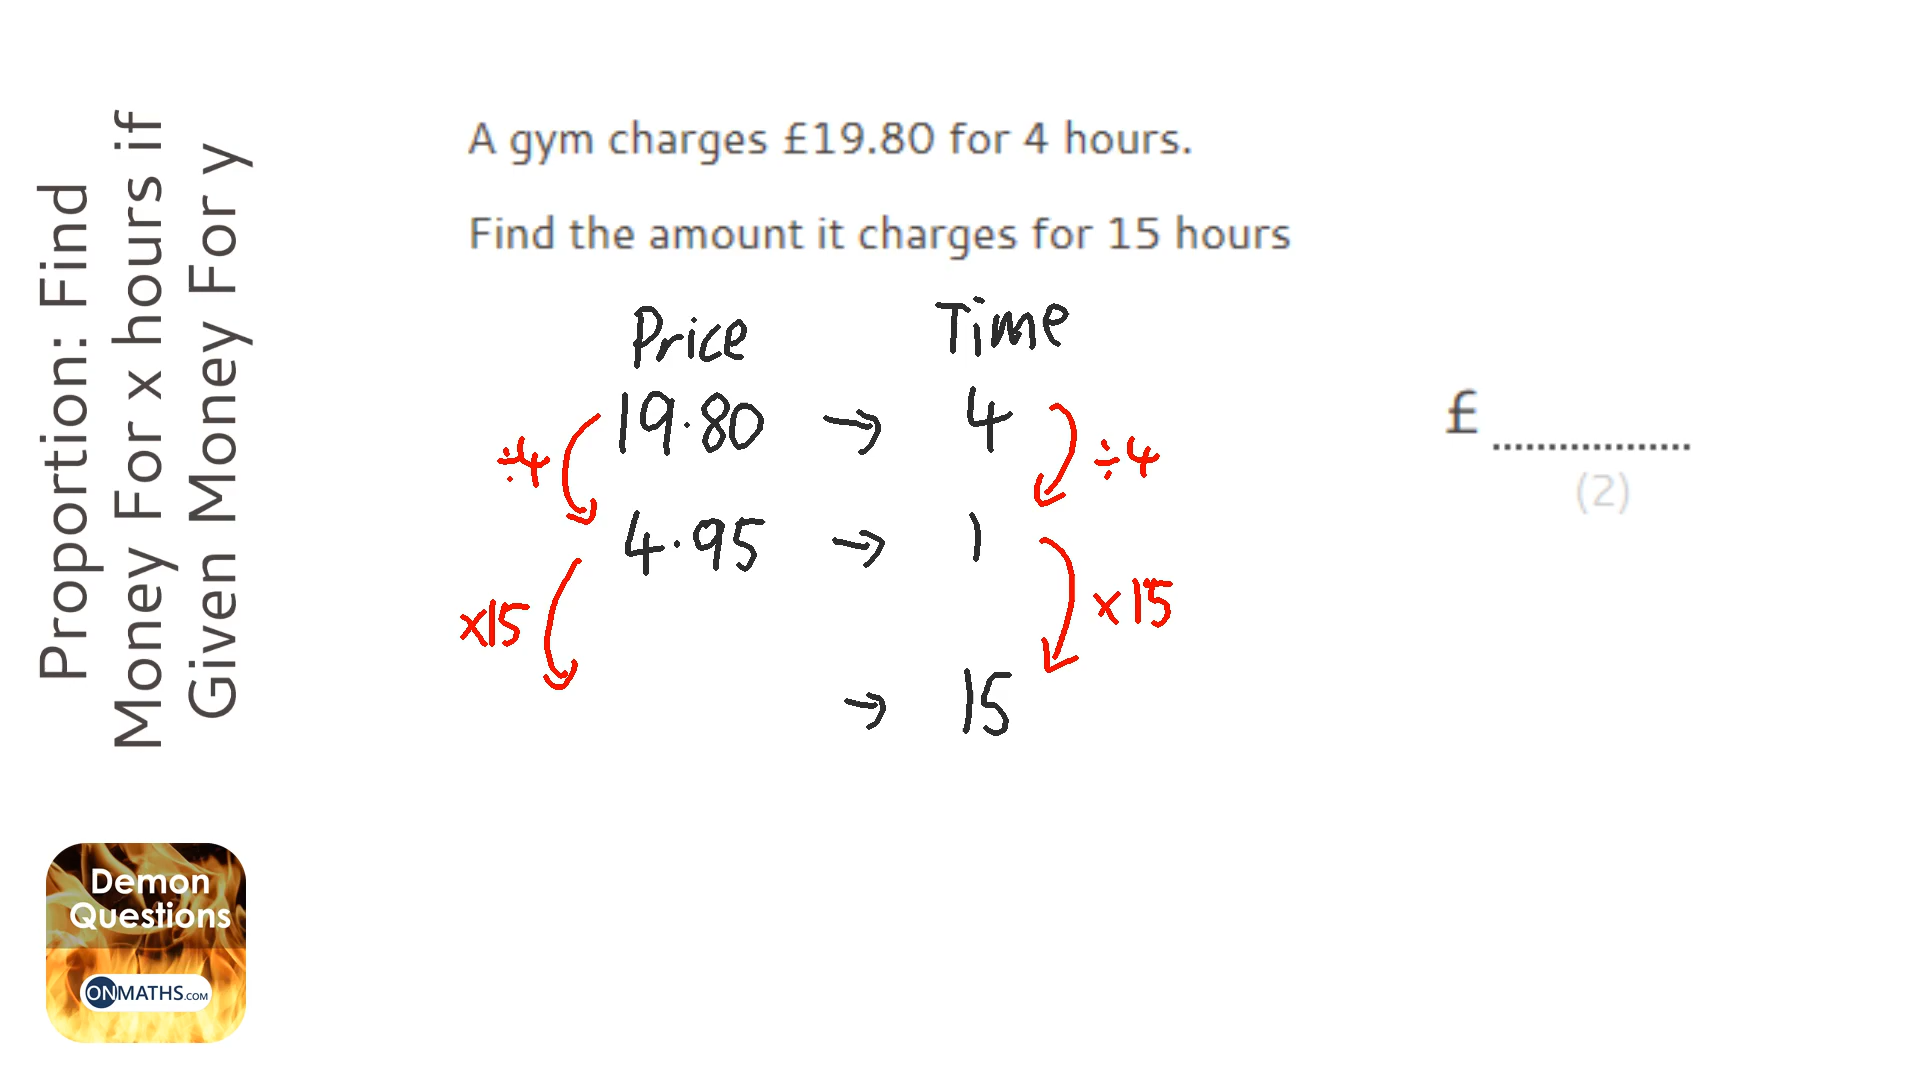 Proportion: Find
Money For x hours if
Given Money For y
A gym charges £19.80 for 4 hours.
Find the amount it charges for 15 hours
Price Time
÷4 19.80 → 4 ÷4
4.95 → 1
x15 x15
→ 15
£ ..................
(2)
Demon
Questions
ONMATHS.COM